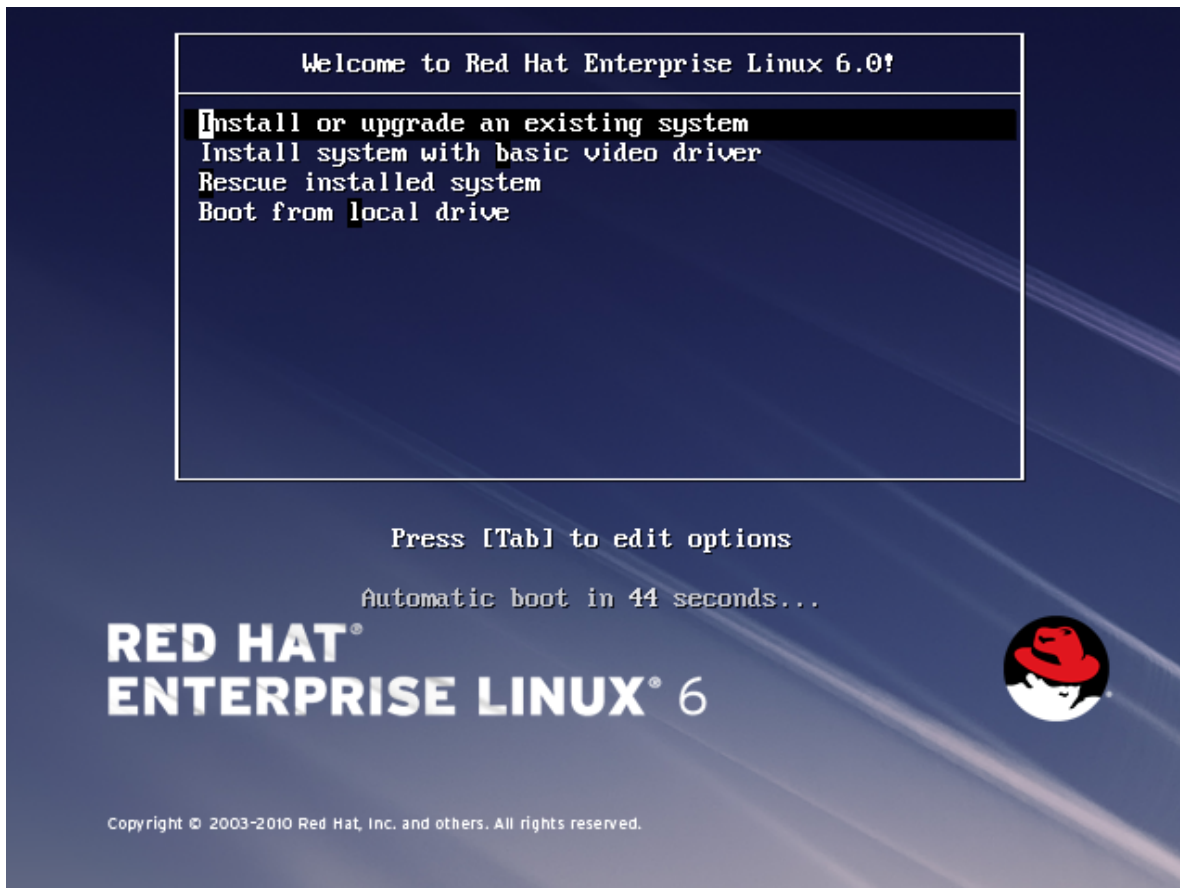 Welcome to Red Hat Enterprise Linux 6.0!
Install or upgrade an existing system
Install system with basic video driver
Rescue installed system
Boot from local drive
Press [Tab] to edit options
Automatic boot in 44 seconds...
RED HAT®
ENTERPRISE LINUX® 6
Copyright © 2003-2010 Red Hat, Inc. and others. All rights reserved.